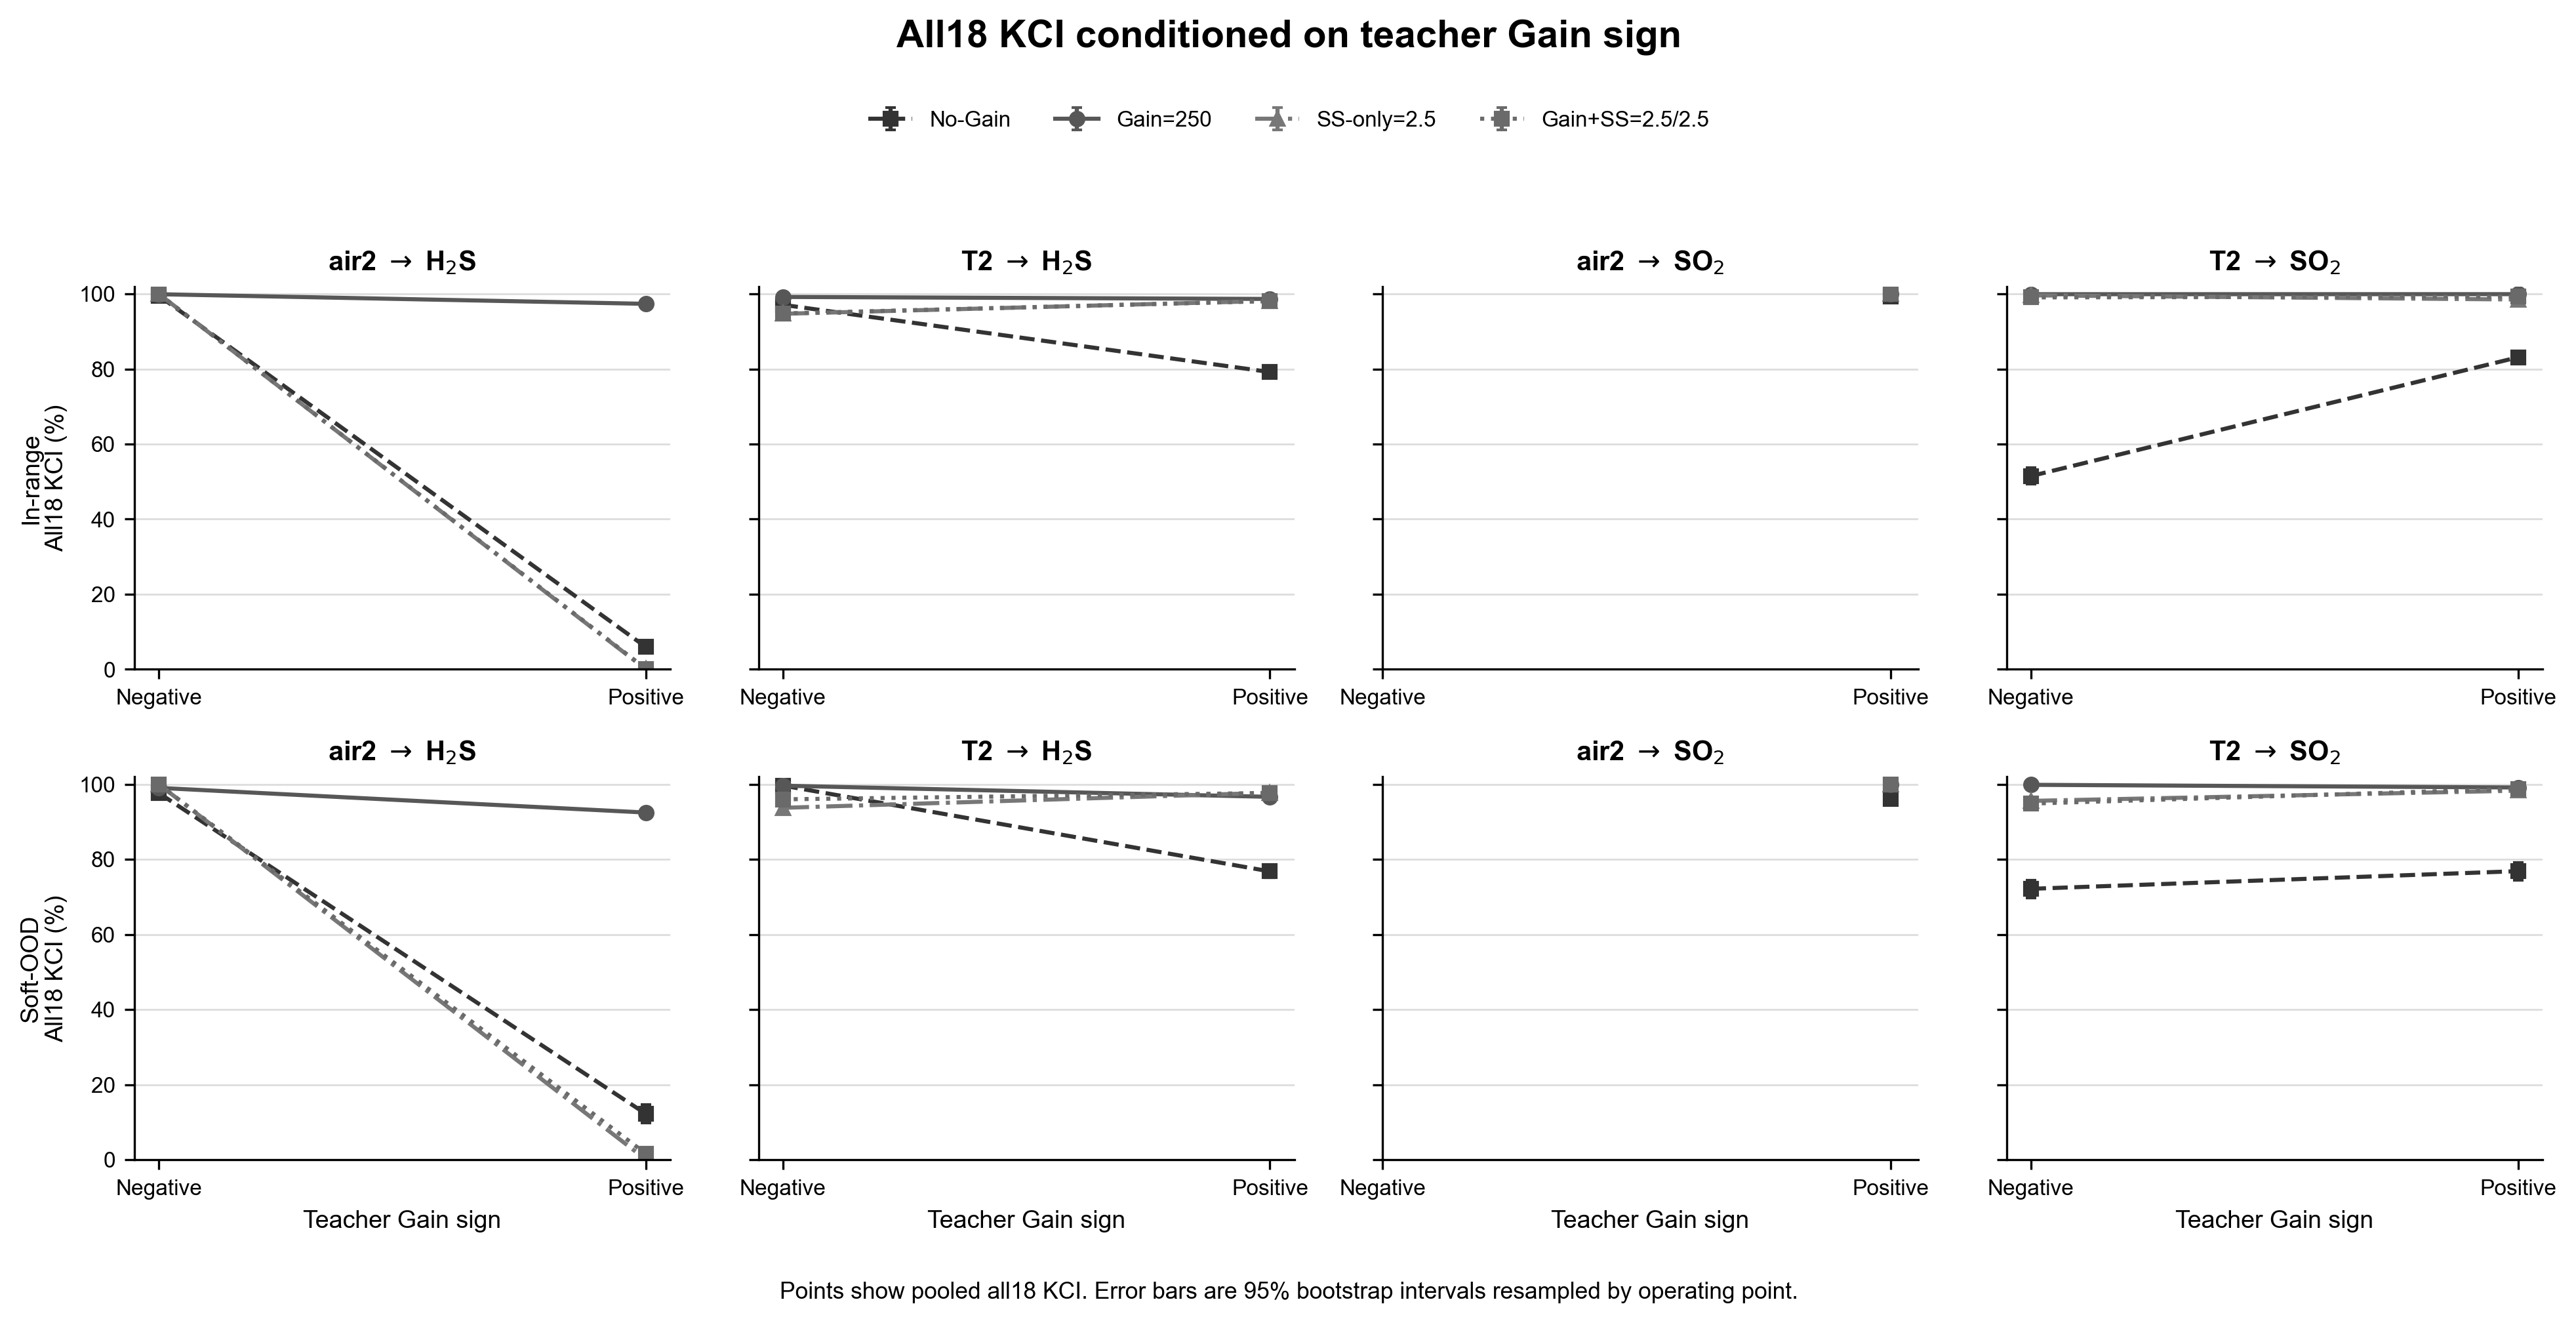 All18 KCI conditioned on teacher Gain sign
No-Gain Gain=250 SS-only=2.5 Gain+SS=2.5/2.5
air2 → H₂S
T2 → H₂S
air2 → SO₂
T2 → SO₂
In-range
All18 KCI (%)
100
80
60
40
20
0
Negative Positive
Negative Positive
Negative Positive
Negative Positive
air2 → H₂S
T2 → H₂S
air2 → SO₂
T2 → SO₂
Soft-OOD
All18 KCI (%)
100
80
60
40
20
0
Negative Positive
Negative Positive
Negative Positive
Negative Positive
Teacher Gain sign
Teacher Gain sign
Teacher Gain sign
Teacher Gain sign
Points show pooled all18 KCI. Error bars are 95% bootstrap intervals resampled by operating point.